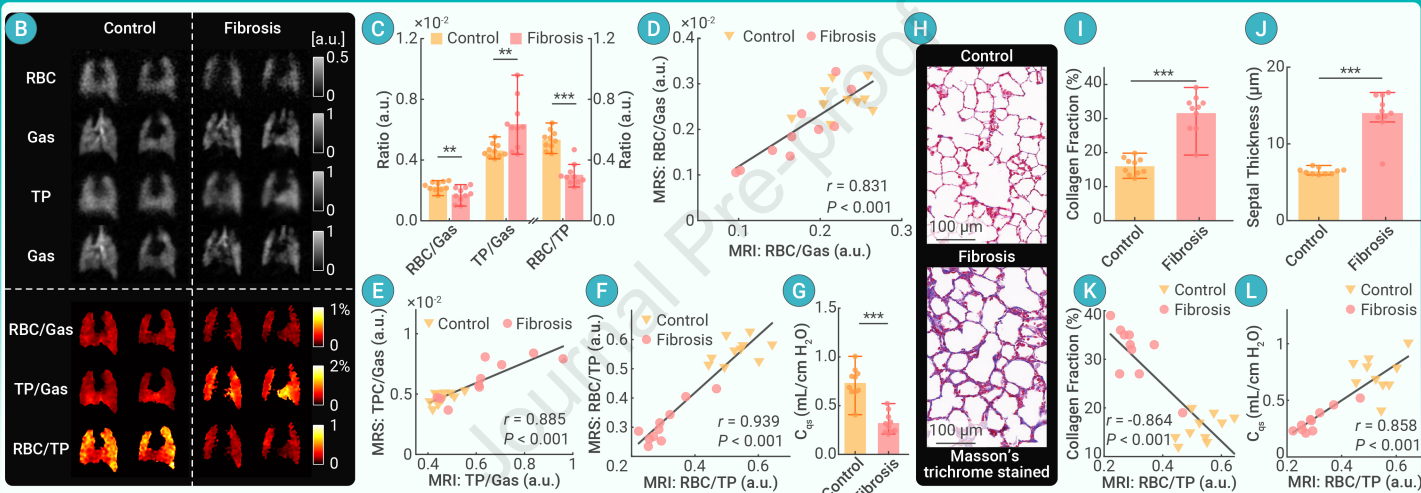 B
Control
Fibrosis
[a.u.]
RBC
0.5
0
Gas
1
0
TP
1
0
Gas
1
0
RBC/Gas
1%
0
TP/Gas
2%
0
RBC/TP
1
0
C
×10⁻²
Control
Fibrosis
1.2
0.8
0.4
0.0
Ratio (a.u.)
**
**
***
1.2
0.8
0.4
0.0
Ratio (a.u.)
RBC/Gas
TP/Gas
RBC/TP
D
×10⁻²
Control
Fibrosis
0.4
0.3
0.2
0.1
0
MRS: RBC/Gas (a.u.)
r = 0.831
P < 0.001
0.1
0.2
0.3
MRI: RBC/Gas (a.u.)
E
×10⁻²
Control
Fibrosis
1
0.5
0
MRS: TPC/Gas (a.u.)
r = 0.885
P < 0.001
0.4
0.6
0.8
1
MRI: TP/Gas (a.u.)
F
Control
Fibrosis
0.6
0.5
0.4
0.3
0.2
MRS: RBC/TP (a.u.)
r = 0.939
P < 0.001
0.2
0.4
0.6
MRI: RBC/TP (a.u.)
G
1.5
1.0
0.5
0.0
Cqs (mL/cm H2O)
***
Control
Fibrosis
H
Control
100 µm
Fibrosis
100 µm
Masson's
trichrome stained
I
40
30
20
10
0
Collagen Fraction (%)
***
Control
Fibrosis
J
20
10
0
Septal Thickness (µm)
***
Control
Fibrosis
K
Control
Fibrosis
40
30
20
10
Collagen Fraction (%)
r = -0.864
P < 0.001
0.2
0.4
0.6
MRI: RBC/TP (a.u.)
L
Control
Fibrosis
1
0.5
0
Cqs (mL/cm H2O)
r = 0.858
P < 0.001
0.2
0.4
0.6
MRI: RBC/TP (a.u.)
Journal Pre-proof